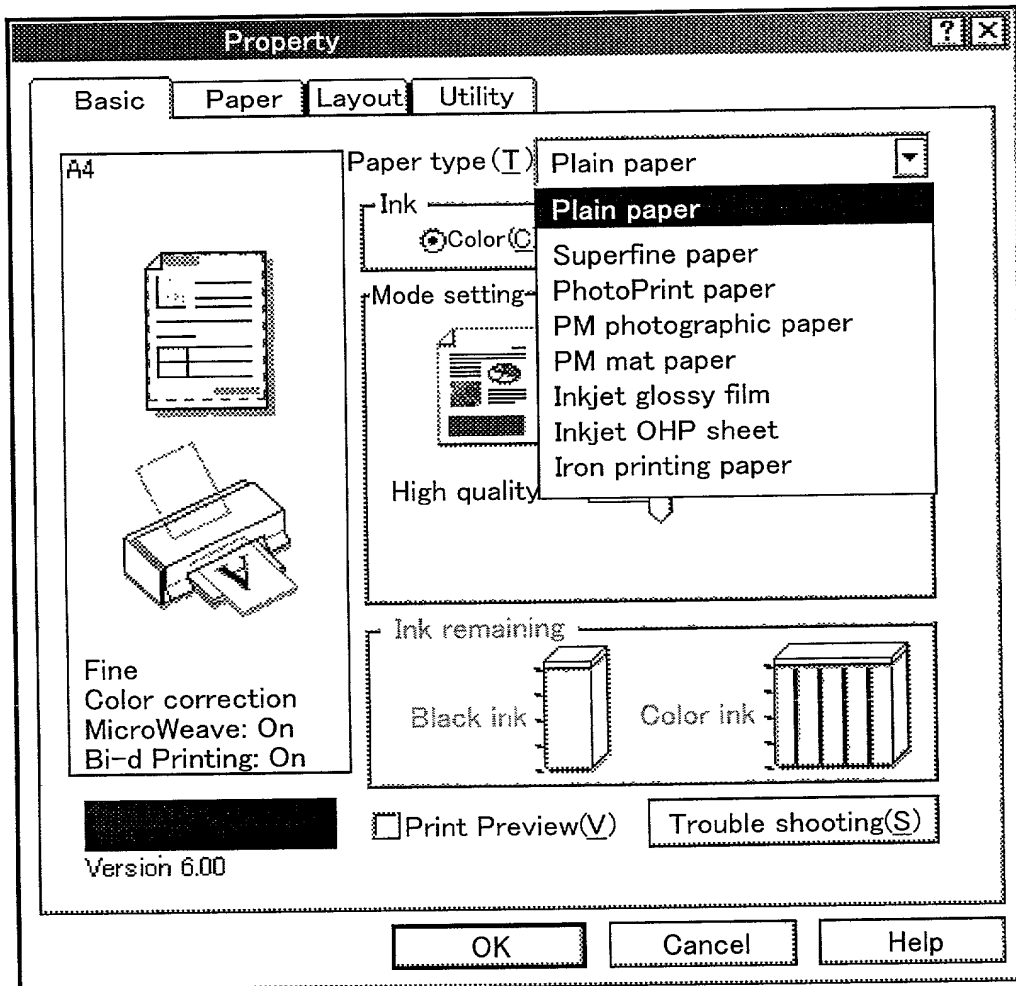 Property
Basic Paper Layout Utility
A4
Paper type(T) Plain paper
Plain paper
Superfine paper
PhotoPrint paper
PM photographic paper
PM mat paper
Inkjet glossy film
Inkjet OHP sheet
Iron printing paper
Ink
Color(C
Mode setting
High quality
Fine
Color correction
MicroWeave: On
Bi-d Printing: On
Ink remaining
Black ink Color ink
Print Preview(V) Trouble shooting(S)
Version 6.00
OK Cancel Help